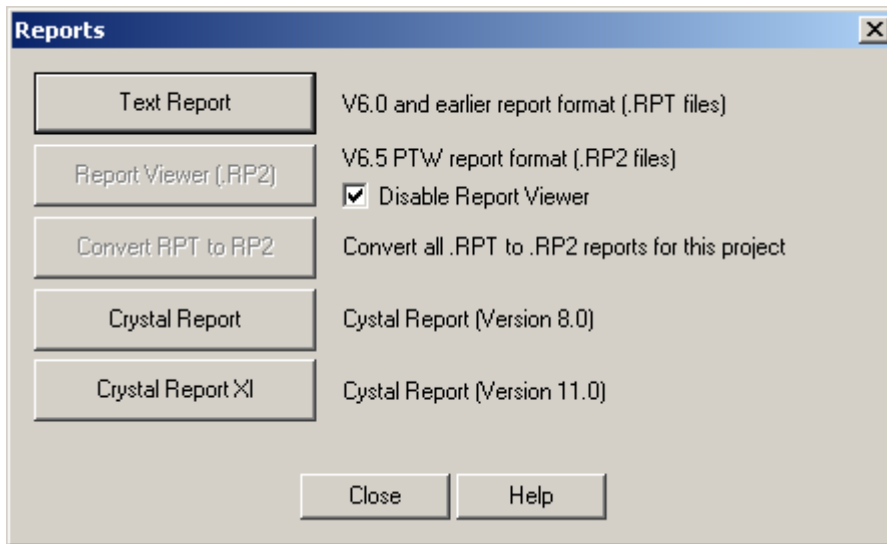 Reports
Text Report
V6.0 and earlier report format (.RPT files)
Report Viewer (.RP2)
V6.5 PTW report format (.RP2 files)
Disable Report Viewer
Convert RPT to RP2
Convert all .RPT to .RP2 reports for this project
Crystal Report
Cystal Report (Version 8.0)
Crystal Report XI
Cystal Report (Version 11.0)
Close
Help